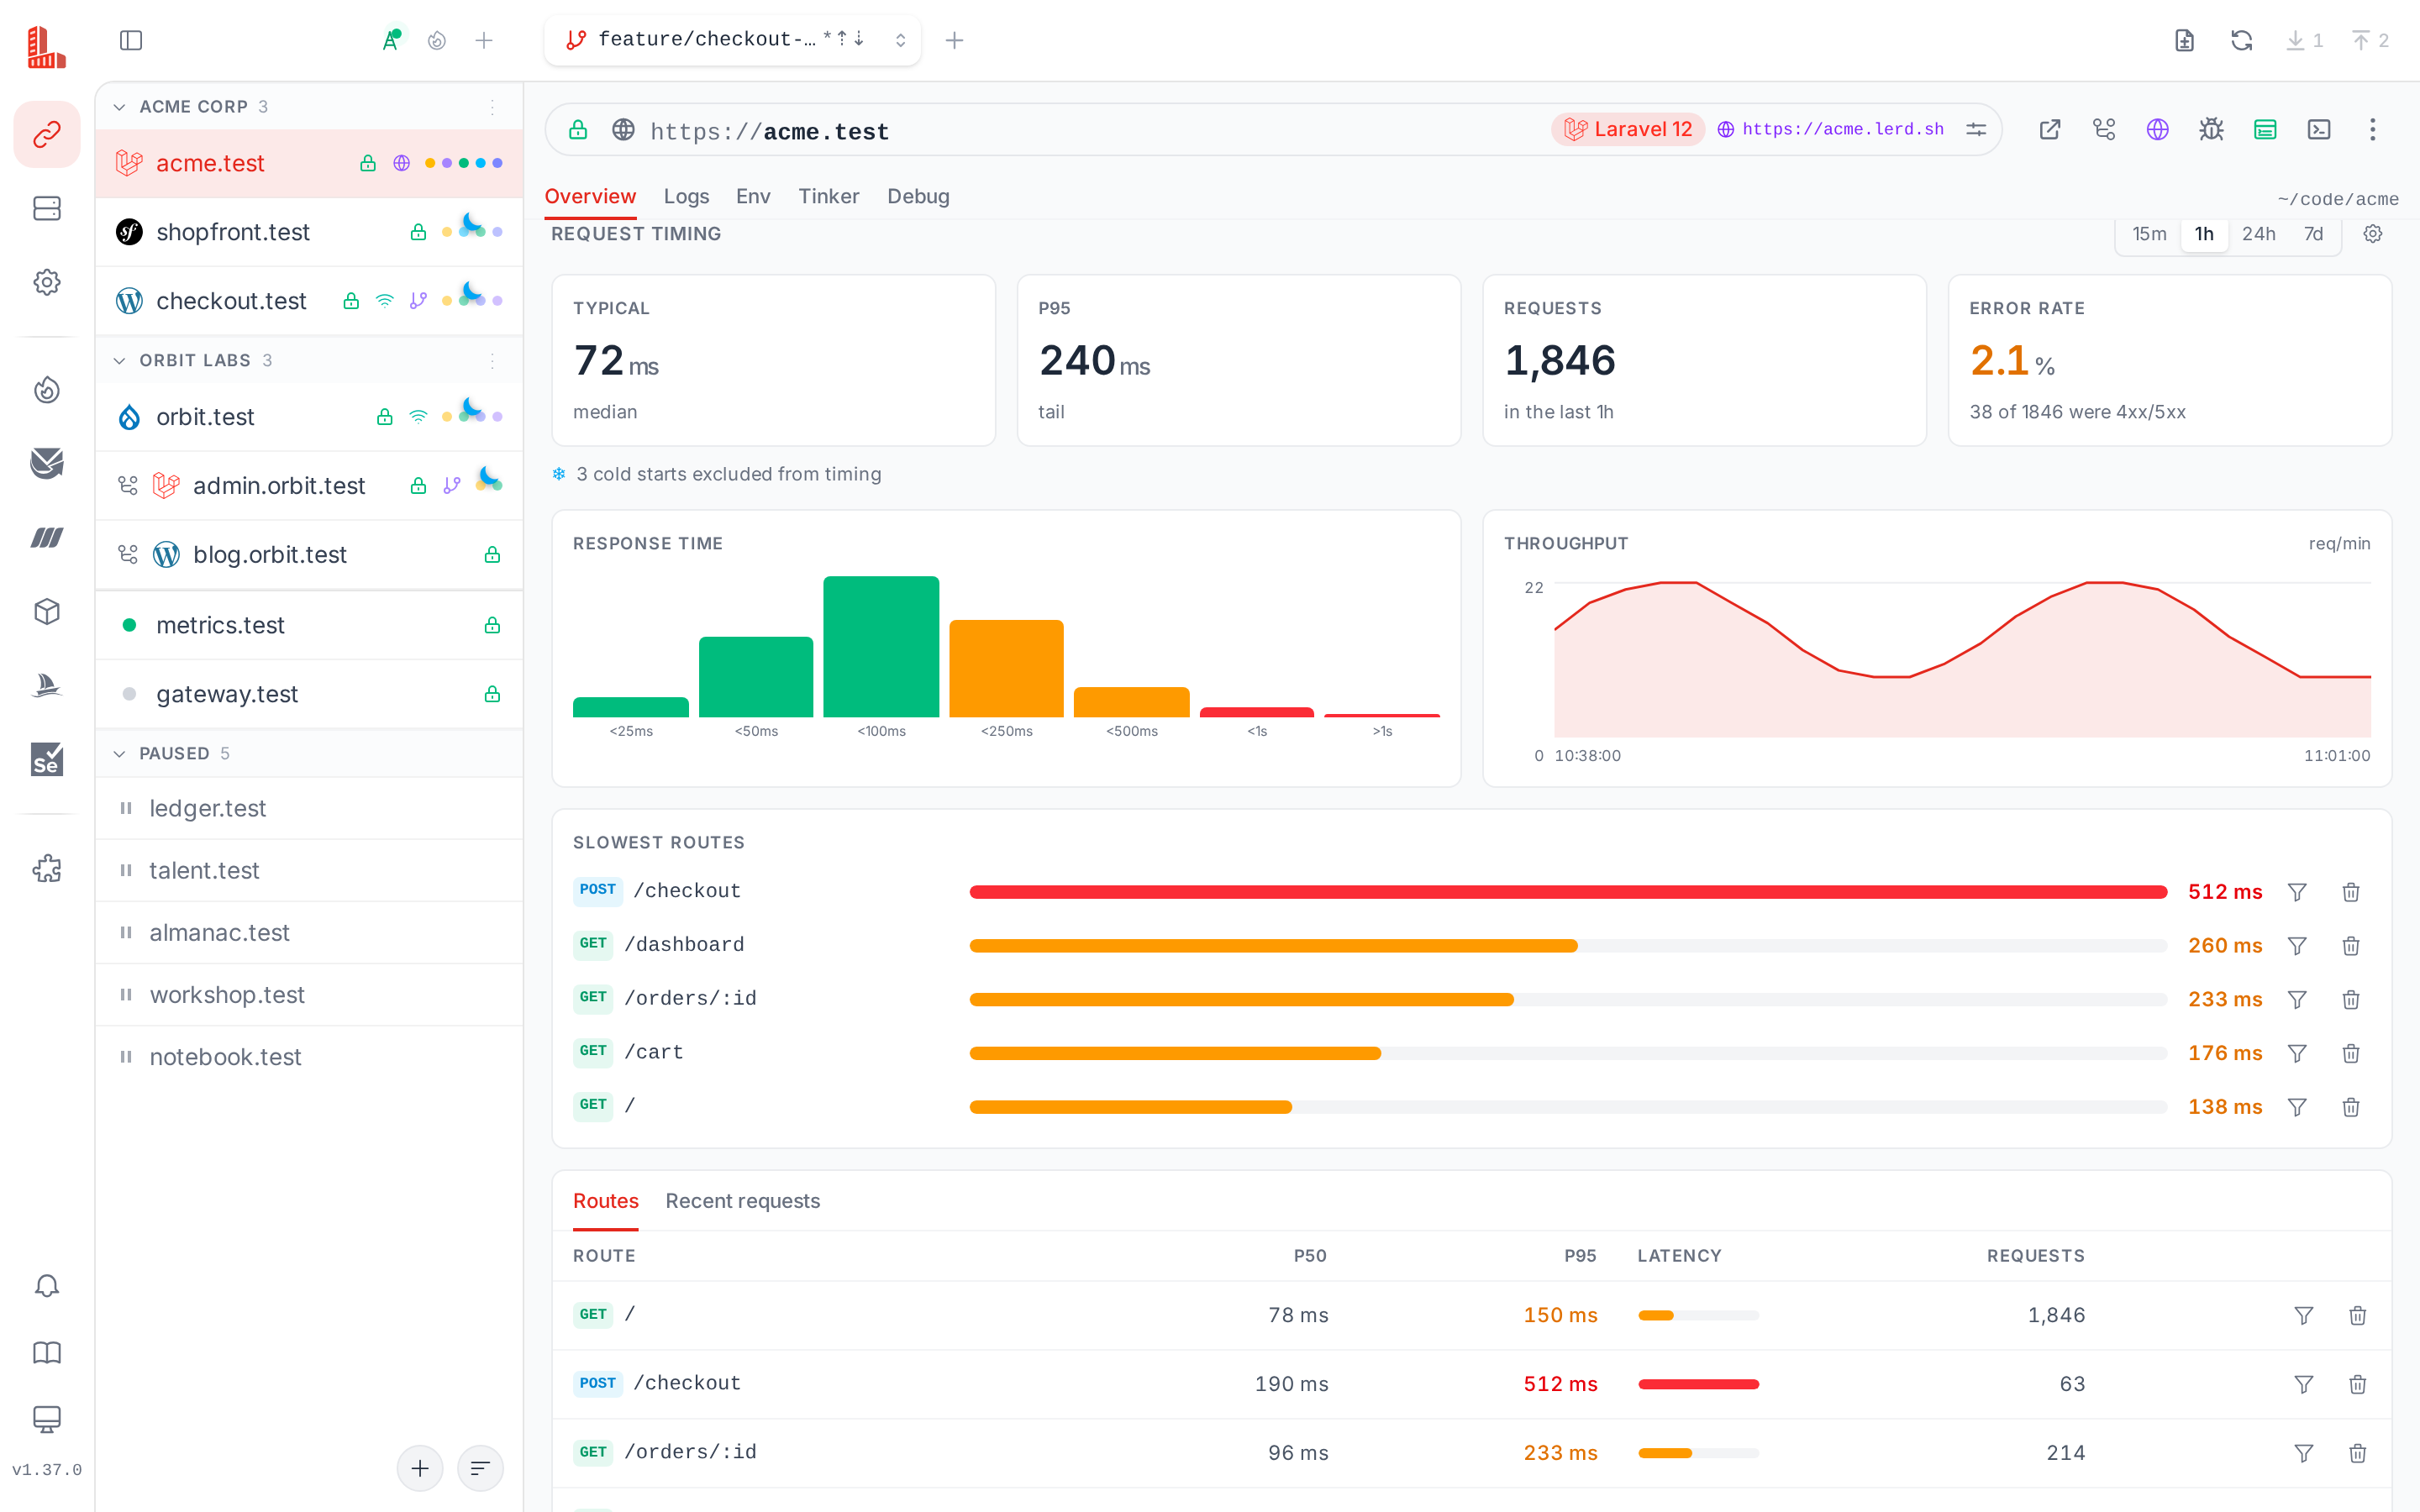 feature/checkout-… *↑↓
1
2
ACME CORP 3
acme.test
shopfront.test
checkout.test
ORBIT LABS 3
orbit.test
admin.orbit.test
blog.orbit.test
metrics.test
gateway.test
PAUSED 5
ledger.test
talent.test
almanac.test
workshop.test
notebook.test
v1.37.0
https://acme.test
Laravel 12
https://acme.lerd.sh
Overview Logs Env Tinker Debug
~/code/acme
REQUEST TIMING
15m 1h 24h 7d
TYPICAL
72 ms
median
P95
240 ms
tail
REQUESTS
1,846
in the last 1h
ERROR RATE
2.1 %
38 of 1846 were 4xx/5xx
3 cold starts excluded from timing
RESPONSE TIME
<25ms <50ms <100ms <250ms <500ms <1s >1s
THROUGHPUT
req/min
22
0 10:38:00 11:01:00
SLOWEST ROUTES
POST /checkout 512 ms
GET /dashboard 260 ms
GET /orders/:id 233 ms
GET /cart 176 ms
GET / 138 ms
Routes Recent requests
ROUTE P50 P95 LATENCY REQUESTS
GET / 78 ms 150 ms 1,846
POST /checkout 190 ms 512 ms 63
GET /orders/:id 96 ms 233 ms 214
sf
Se